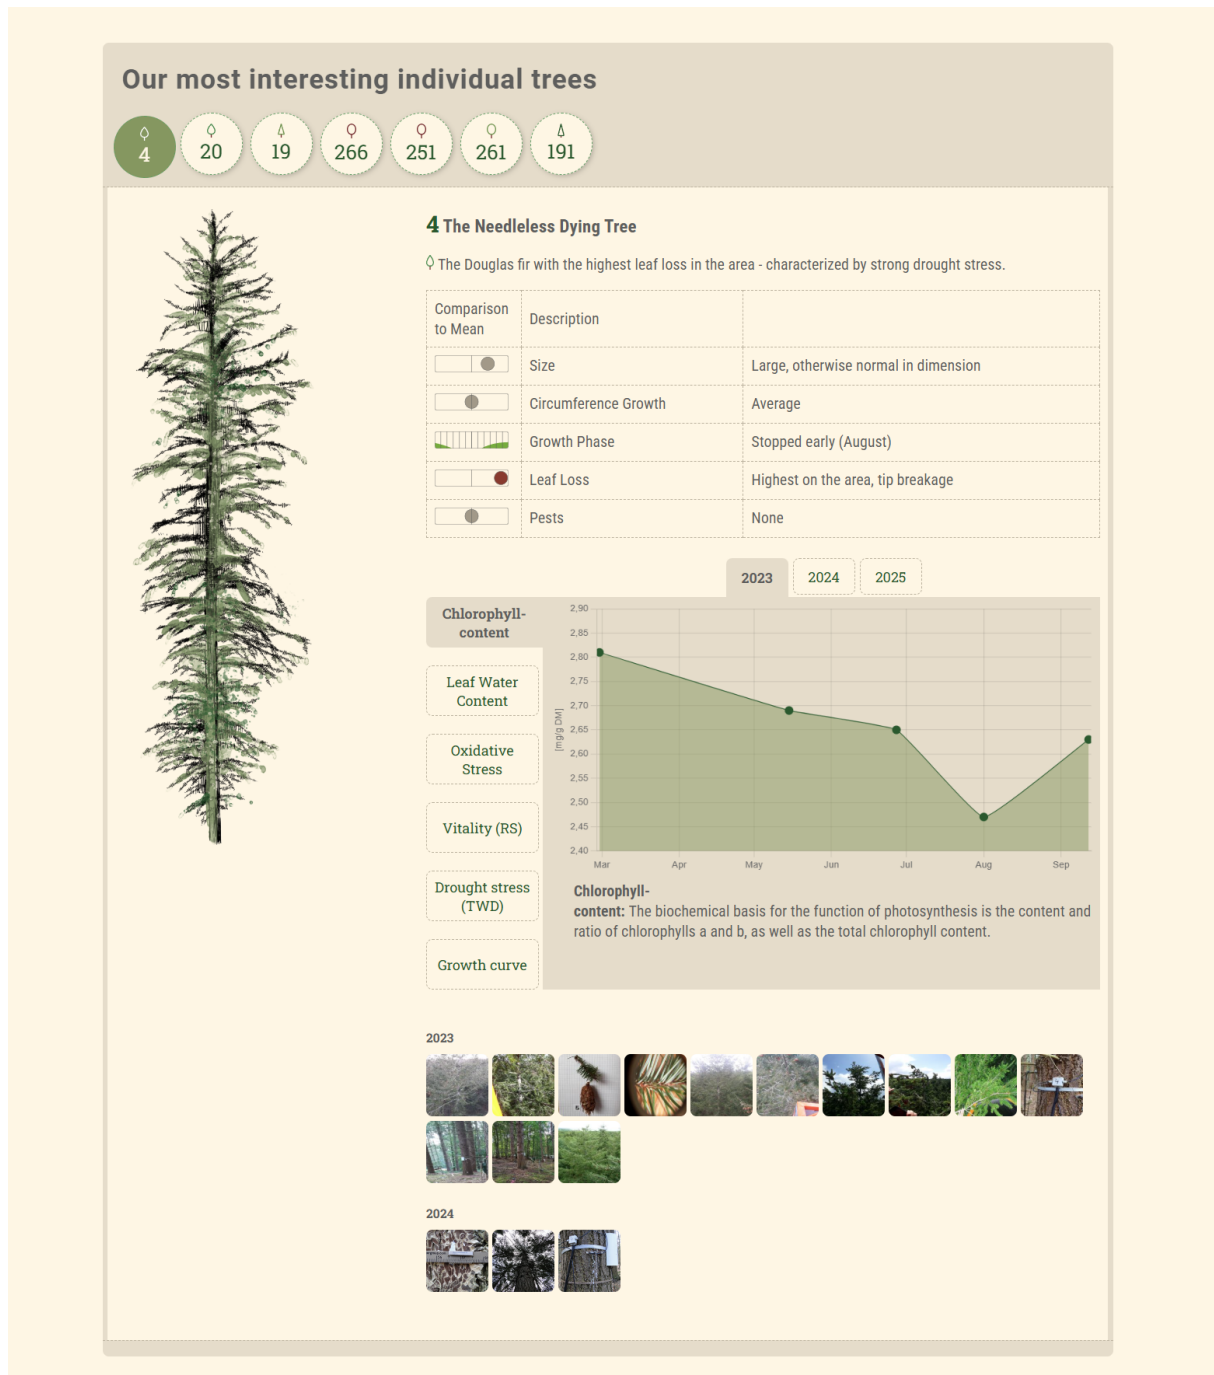 Our most interesting individual trees
4
20
19
266
251
261
191
4 The Needleless Dying Tree
The Douglas fir with the highest leaf loss in the area - characterized by strong drought stress.
Comparison
to Mean
Description
Size
Large, otherwise normal in dimension
Circumference Growth
Average
Growth Phase
Stopped early (August)
Leaf Loss
Highest on the area, tip breakage
Pests
None
2023
2024
2025
Chlorophyll-
content
Leaf Water
Content
Oxidative
Stress
Vitality (RS)
Drought stress
(TWD)
Growth curve
[mg/g DM]
2,90
2,85
2,80
2,75
2,70
2,65
2,60
2,55
2,50
2,45
2,40
Mar
Apr
May
Jun
Jul
Aug
Sep
Chlorophyll-
content: The biochemical basis for the function of photosynthesis is the content and
ratio of chlorophylls a and b, as well as the total chlorophyll content.
2023
2024